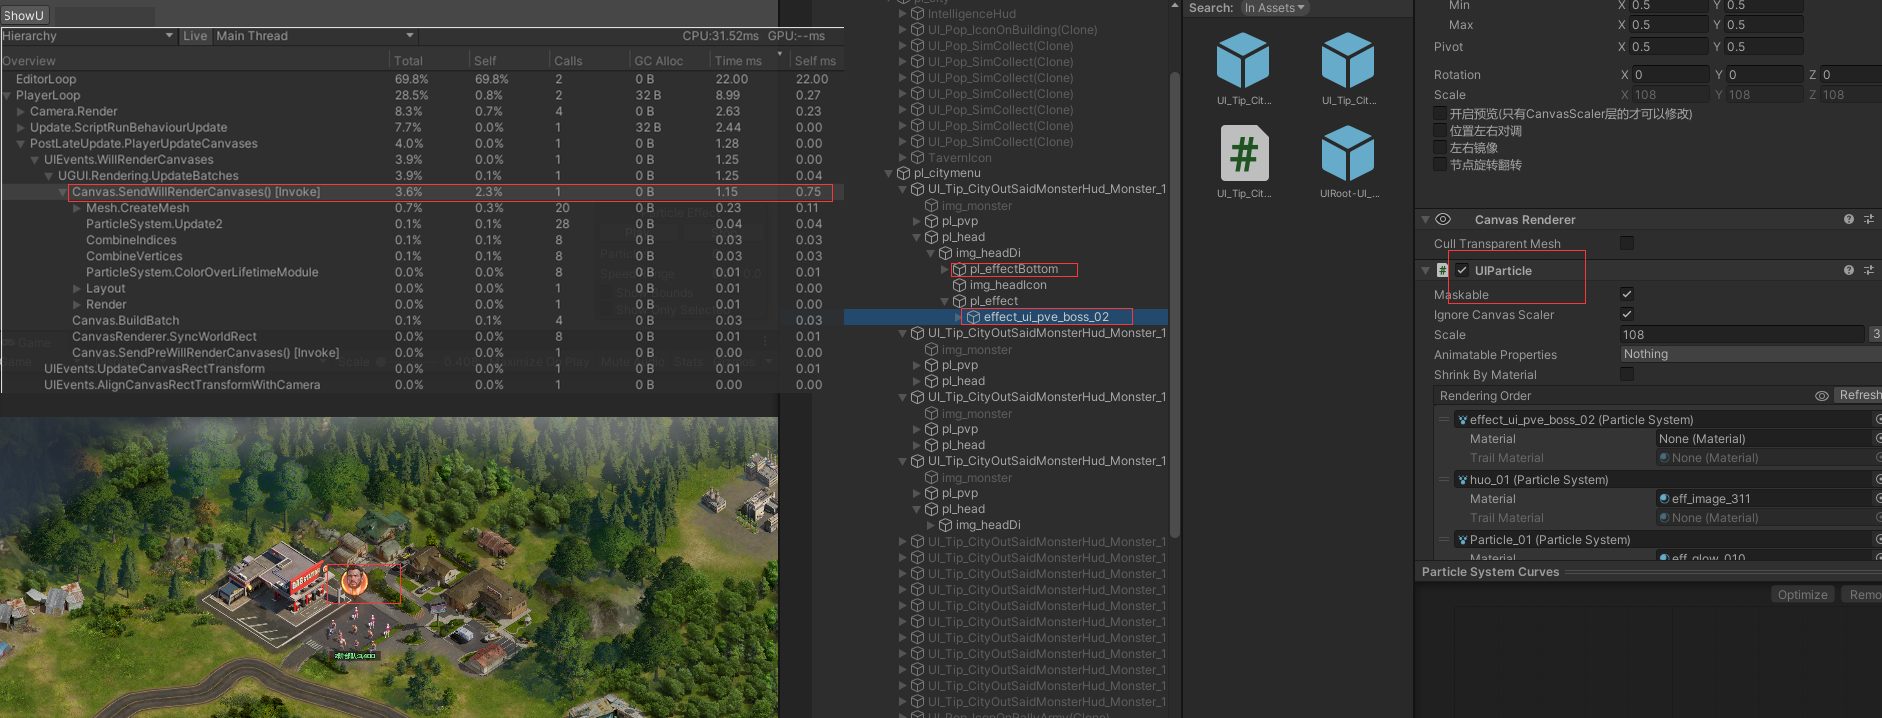 ShowU
Hierarchy Live Main Thread CPU:31.52ms GPU:--ms
Overview Total Self Calls GC Alloc Time ms Self ms
EditorLoop 69.8% 69.8% 2 0 B 22.00 22.00
PlayerLoop 28.5% 0.8% 2 32 B 8.99 0.27
Camera.Render 8.3% 0.7% 4 0 B 2.63 0.23
Update.ScriptRunBehaviourUpdate 7.7% 0.0% 1 32 B 2.44 0.00
PostLateUpdate.PlayerUpdateCanvases 4.0% 0.0% 1 0 B 1.28 0.00
UIEvents.WillRenderCanvases 3.9% 0.0% 1 0 B 1.25 0.00
UGUI.Rendering.UpdateBatches 3.9% 0.1% 1 0 B 1.25 0.04
Canvas.SendWillRenderCanvases() [Invoke] 3.6% 2.3% 1 0 B 1.15 0.75
Mesh.CreateMesh 0.7% 0.3% 20 0 B 0.23 0.11
ParticleSystem.Update2 0.1% 0.1% 28 0 B 0.04 0.04
CombineIndices 0.1% 0.1% 8 0 B 0.03 0.03
CombineVertices 0.1% 0.1% 8 0 B 0.03 0.03
ParticleSystem.ColorOverLifetimeModule 0.0% 0.0% 8 0 B 0.01 0.01
Layout 0.0% 0.0% 1 0 B 0.01 0.00
Render 0.0% 0.0% 1 0 B 0.01 0.00
Canvas.BuildBatch 0.1% 0.1% 4 0 B 0.03 0.03
CanvasRenderer.SyncWorldRect 0.0% 0.0% 8 0 B 0.01 0.01
Canvas.SendPreWillRenderCanvases() [Invoke] 0.0% 0.0% 1 0 B 0.00 0.00
UIEvents.UpdateCanvasRectTransform 0.0% 0.0% 1 0 B 0.01 0.01
UIEvents.AlignCanvasRectTransformWithCamera 0.0% 0.0% 1 0 B 0.00 0.00
pl_city
IntelligenceHud
UI_Pop_IconOnBuilding(Clone)
UI_Pop_SimCollect(Clone)
UI_Pop_SimCollect(Clone)
UI_Pop_SimCollect(Clone)
UI_Pop_SimCollect(Clone)
UI_Pop_SimCollect(Clone)
UI_Pop_SimCollect(Clone)
UI_Pop_SimCollect(Clone)
TavernIcon
pl_citymenu
UI_Tip_CityOutSaidMonsterHud_Monster_1
img_monster
pl_pvp
pl_head
img_headDi
pl_effectBottom
img_headIcon
pl_effect
effect_ui_pve_boss_02
UI_Tip_CityOutSaidMonsterHud_Monster_1
img_monster
pl_pvp
pl_head
UI_Tip_CityOutSaidMonsterHud_Monster_1
img_monster
pl_pvp
pl_head
UI_Tip_CityOutSaidMonsterHud_Monster_1
img_monster
pl_pvp
pl_head
img_headDi
UI_Tip_CityOutSaidMonsterHud_Monster_1
UI_Tip_CityOutSaidMonsterHud_Monster_1
UI_Tip_CityOutSaidMonsterHud_Monster_1
UI_Tip_CityOutSaidMonsterHud_Monster_1
UI_Tip_CityOutSaidMonsterHud_Monster_1
UI_Tip_CityOutSaidMonsterHud_Monster_1
UI_Tip_CityOutSaidMonsterHud_Monster_1
UI_Tip_CityOutSaidMonsterHud_Monster_1
UI_Tip_CityOutSaidMonsterHud_Monster_1
UI_Tip_CityOutSaidMonsterHud_Monster_1
UI_Tip_CityOutSaidMonsterHud_Monster_1
UI_Pop_IconOnRallyArmy(Clone)
Search: In Assets
UI_Tip_Cit... UI_Tip_Cit...
UI_Tip_Cit... UIRoot-UI_...
Min X 0.5 Y 0.5
Max X 0.5 Y 0.5
Pivot X 0.5 Y 0.5
Rotation X 0 Y 0 Z 0
Scale X 108 Y 108 Z 108
开启预览(只有CanvasScaler层的才可以修改)
位置左右对调
左右镜像
节点旋转翻转
Canvas Renderer
Cull Transparent Mesh
# UIParticle
Maskable
Ignore Canvas Scaler
Scale 108 3
Animatable Properties Nothing
Shrink By Material
Rendering Order Refresh
effect_ui_pve_boss_02 (Particle System)
Material None (Material)
Trail Material None (Material)
huo_01 (Particle System)
Material eff_image_311
Trail Material None (Material)
Particle_01 (Particle System)
Material eff_glow_010
Particle System Curves
Optimize Remo